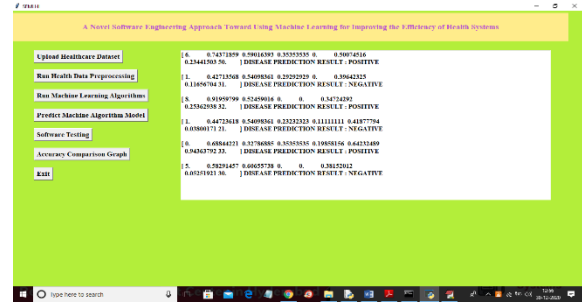 A Novel Software Engineering Approach Toward Using Machine Learning for Improving the Efficiency of Health Systems
Upload Healthcare Dataset
Run Health Data Preprocessing
Run Machine Learning Algorithms
Predict Machine Algorithm Model
Software Testing
Accuracy Comparison Graph
Exit
[ 6. 0.74371859 0.59016393 0.35353535 0. 0.50074516
0.23441503 50. ] DISEASE PREDICTION RESULT : POSITIVE
[ 1. 0.42713568 0.54098361 0.29292929 0. 0.39642325
0.11656704 31. ] DISEASE PREDICTION RESULT : NEGATIVE
[ 8. 0.91959799 0.52459016 0. 0. 0.34724292
0.25362938 32. ] DISEASE PREDICTION RESULT : POSITIVE
[ 1. 0.44723618 0.54098361 0.23232323 0.11111111 0.41877794
0.03800171 21. ] DISEASE PREDICTION RESULT : NEGATIVE
[ 0. 0.68844221 0.32786885 0.35353535 0.19858156 0.64232489
0.94363792 33. ] DISEASE PREDICTION RESULT : POSITIVE
[ 5. 0.58291457 0.60655738 0. 0. 0.38152012
0.05251921 30. ] DISEASE PREDICTION RESULT : NEGATIVE
Type here to search
12:56